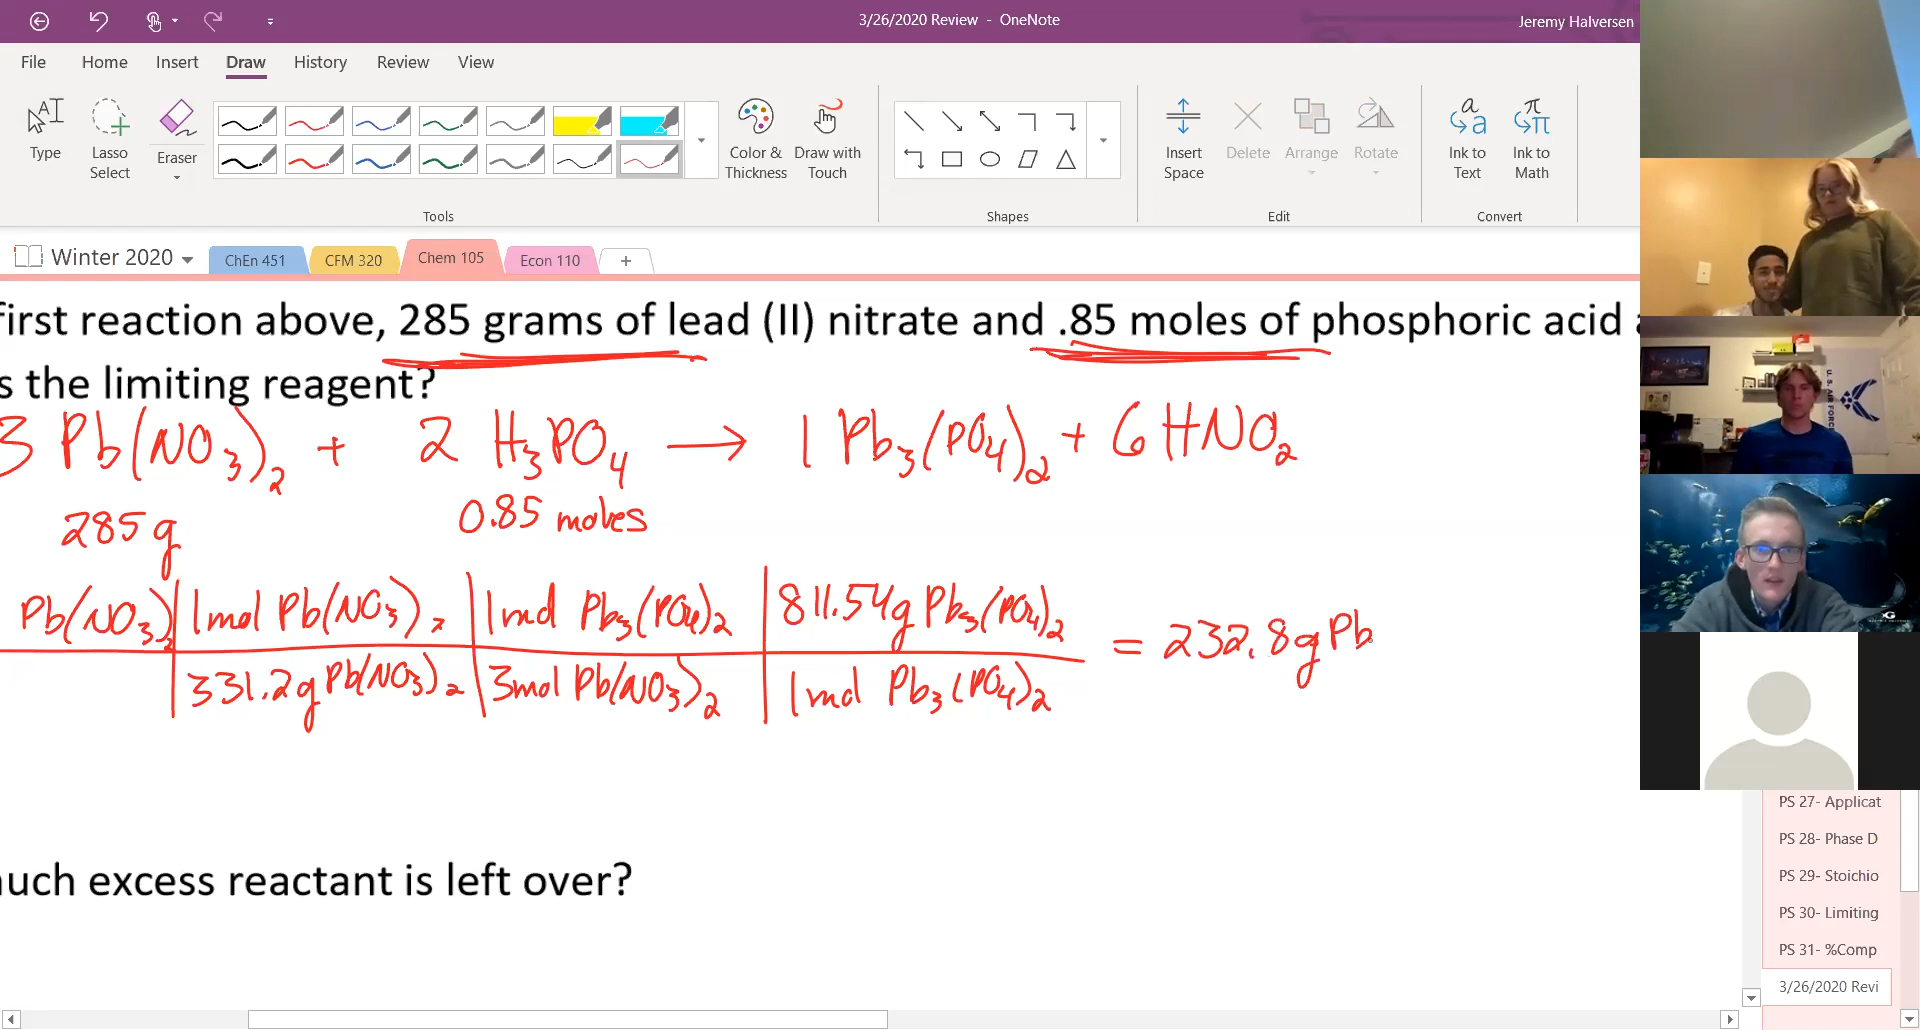 3/26/2020 Review - OneNote
Jeremy Halversen
File Home Insert Draw History Review View
Type
Lasso Select
Eraser
Color & Thickness
Draw with Touch
Insert Space
Delete
Arrange
Rotate
Ink to Text
Ink to Math
Tools
Shapes
Edit
Convert
Winter 2020 ChEn 451 CFM 320 Chem 105 Econ 110 +
first reaction above, 285 grams of lead (II) nitrate and .85 moles of phosphoric acid
s the limiting reagent?
3 Pb(NO3)2 + 2 H3PO4 → 1 Pb3(PO4)2 + 6 HNO2
285 g 0.85 moles
Pb(NO3)2 1 mol Pb(NO3)2 1 mol Pb3(PO4)2 811.54g Pb3(PO4)2
= 232.8g Pb
331.2g Pb(NO3)2 3 mol Pb(NO3)2 1 mol Pb3(PO4)2
uch excess reactant is left over?
U.S. AIR FORCE
PS 27- Applicat
PS 28- Phase D
PS 29- Stoichio
PS 30- Limiting
PS 31- %Comp
3/26/2020 Revi